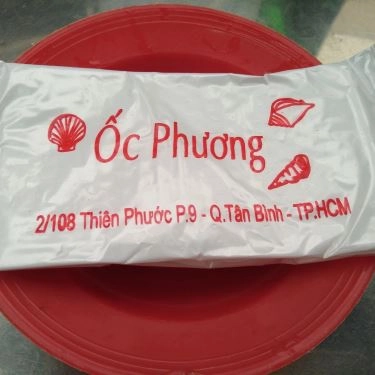 Ốc Phương
2/108 Thiên Phước P.9 - Q.Tân Bình - TP.HCM